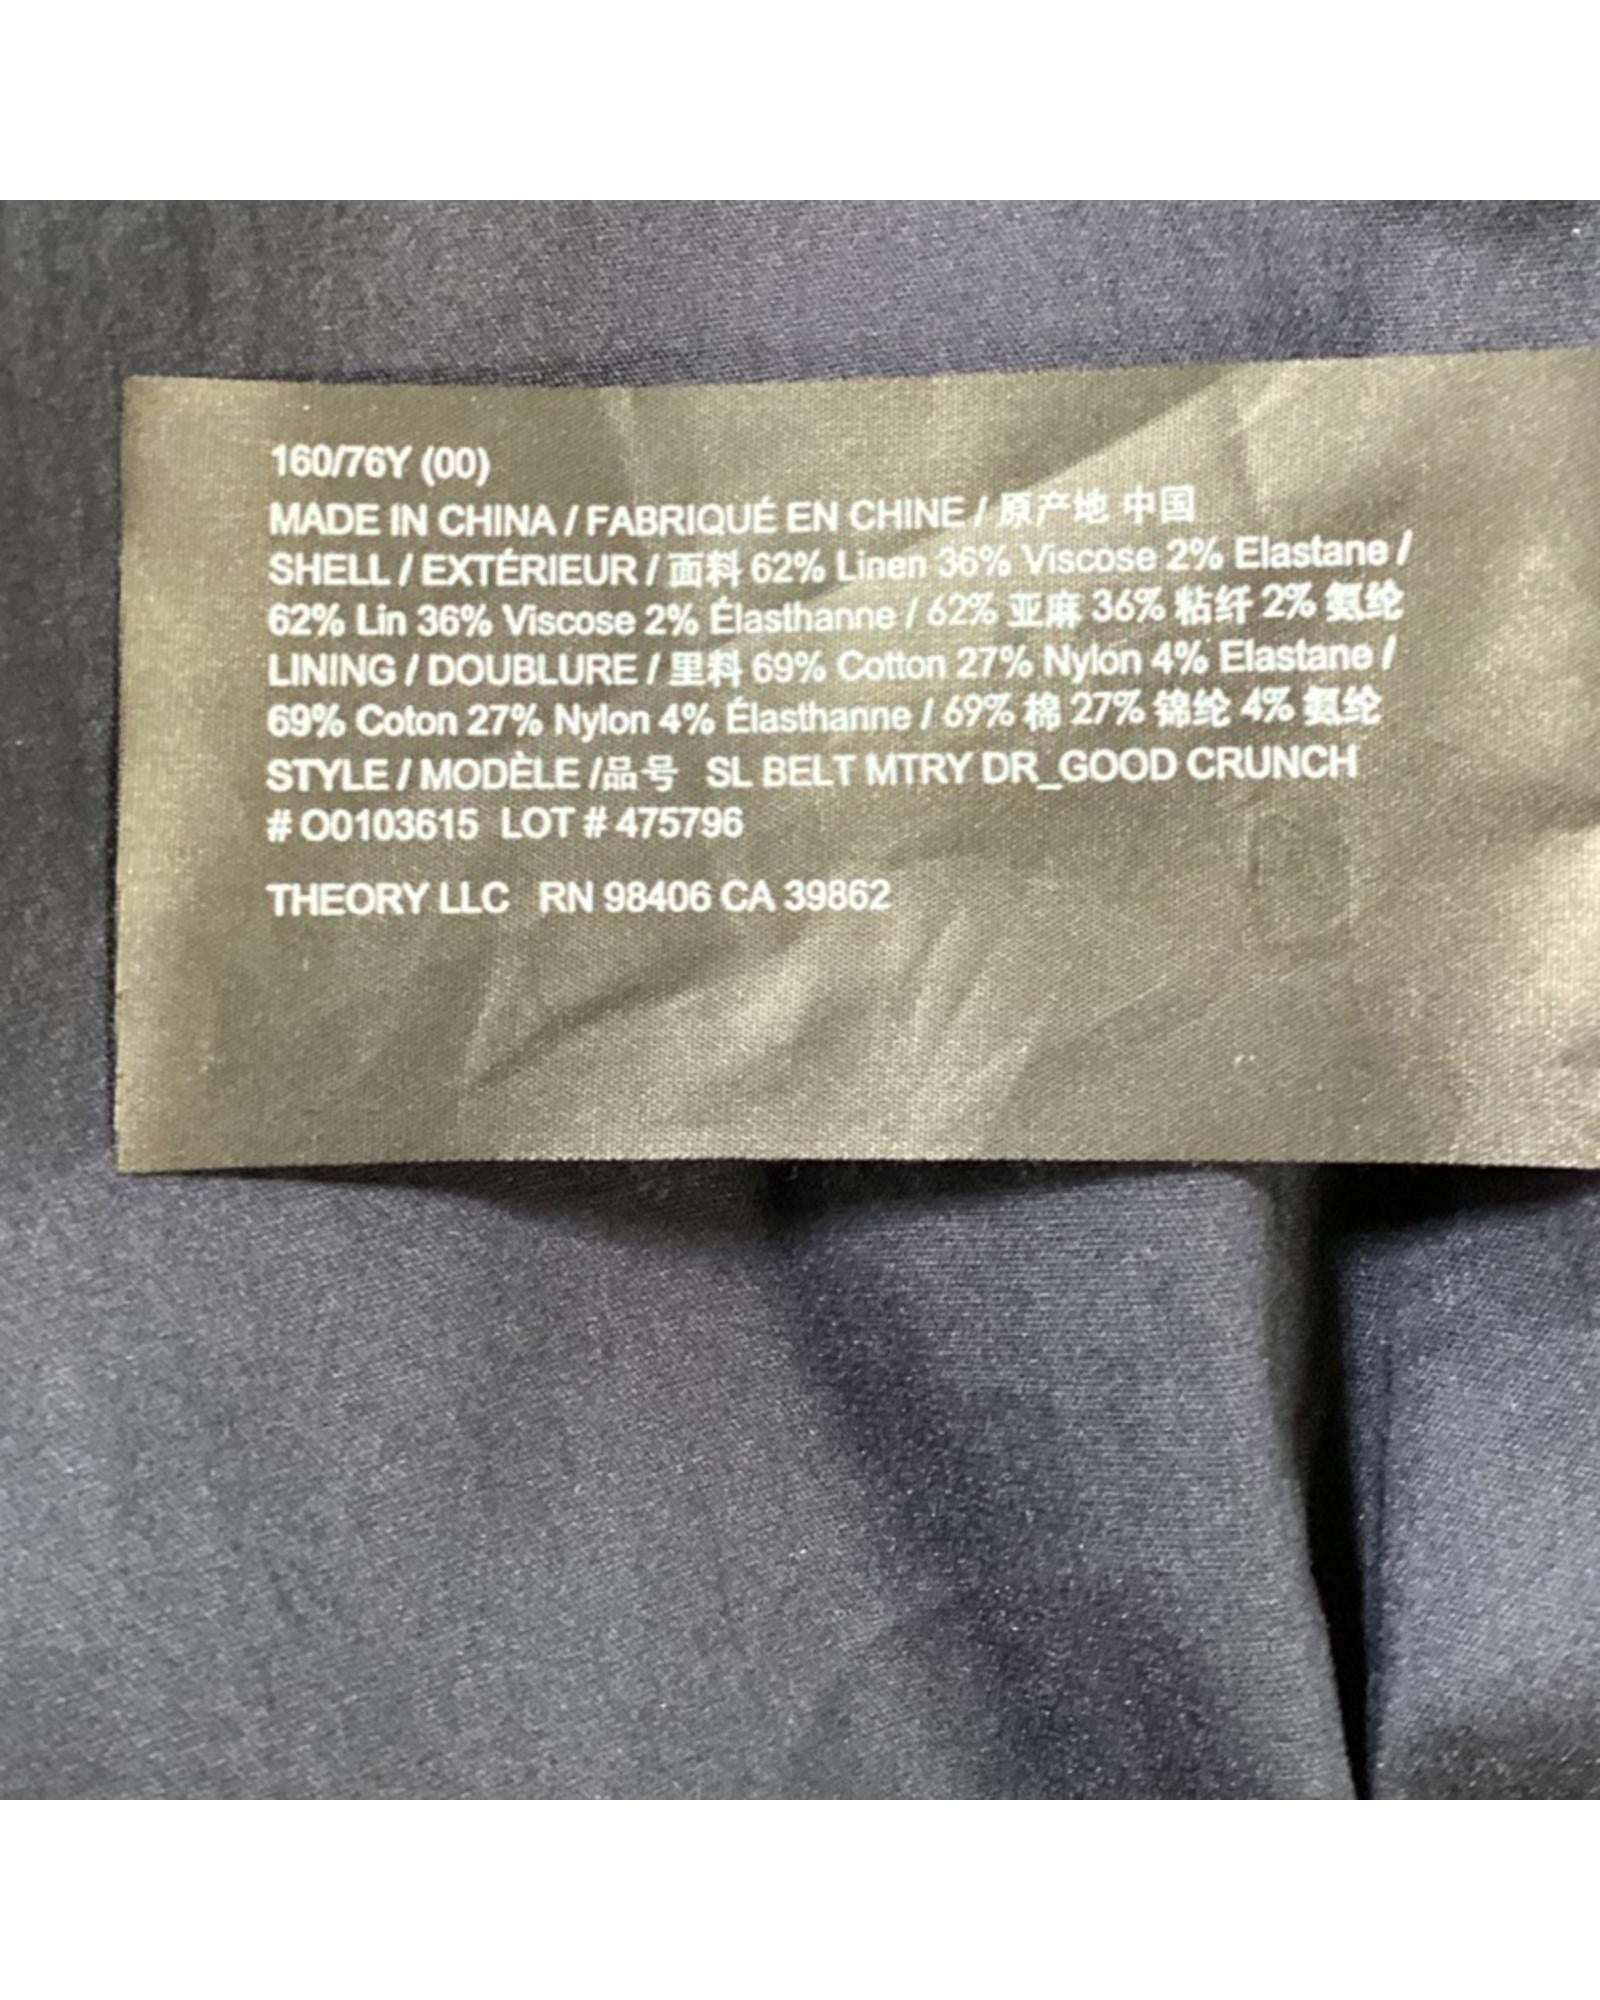 160/76Y (00)
MADE IN CHINA / FABRIQUÉ EN CHINE / 原产地 中国
SHELL / EXTÉRIEUR / 面料 62% Linen 36% Viscose 2% Elastane /
62% Lin 36% Viscose 2% Élasthanne / 62% 亚麻 36% 粘纤 2% 氨纶
LINING / DOUBLURE / 里料 69% Cotton 27% Nylon 4% Elastane /
69% Coton 27% Nylon 4% Élasthanne / 69% 棉 27% 锦纶 4% 氨纶
STYLE / MODÈLE /品号 SL BELT MTRY DR_GOOD CRUNCH
# O0103615 LOT # 475796
THEORY LLC RN 98406 CA 39862